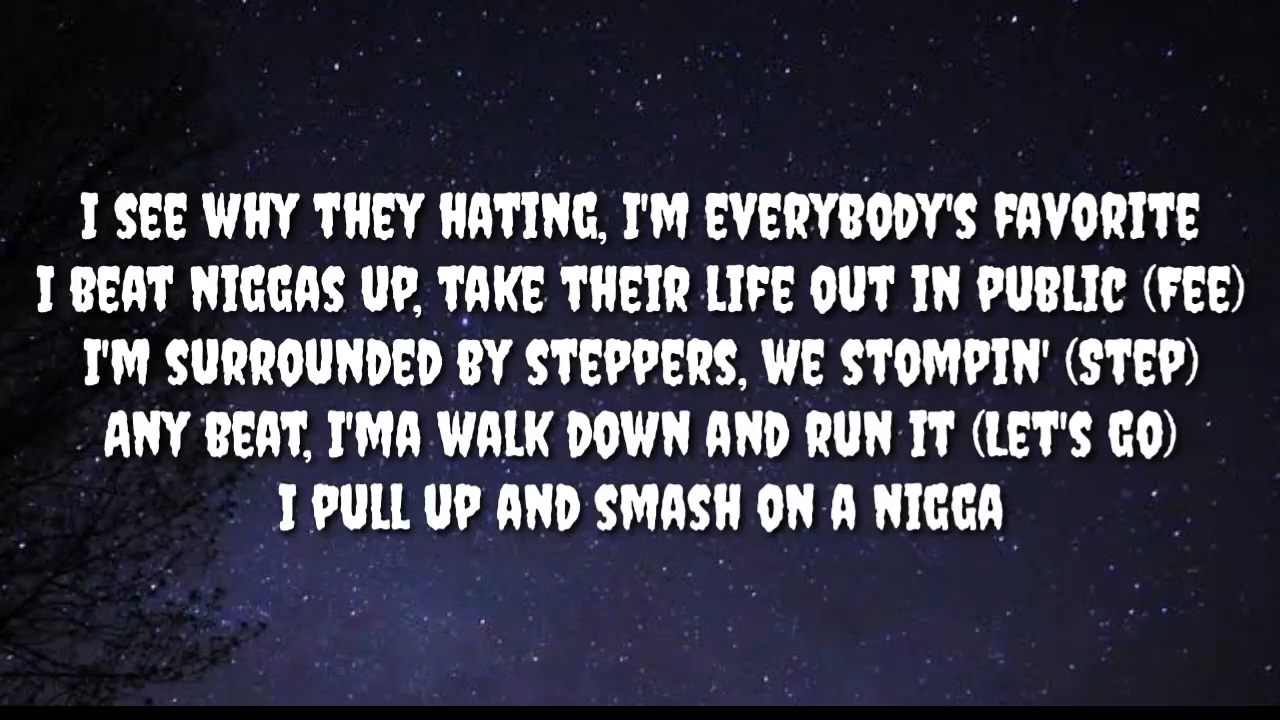 I SEE WHY THEY HATING, I'M EVERYBODY'S FAVORITE
I BEAT NIGGAS UP, TAKE THEIR LIFE OUT IN PUBLIC (FEE)
I'M SURROUNDED BY STEPPERS, WE STOMPIN' (STEP)
ANY BEAT, I'MA WALK DOWN AND RUN IT (LET'S GO)
I PULL UP AND SMASH ON A NIGGA